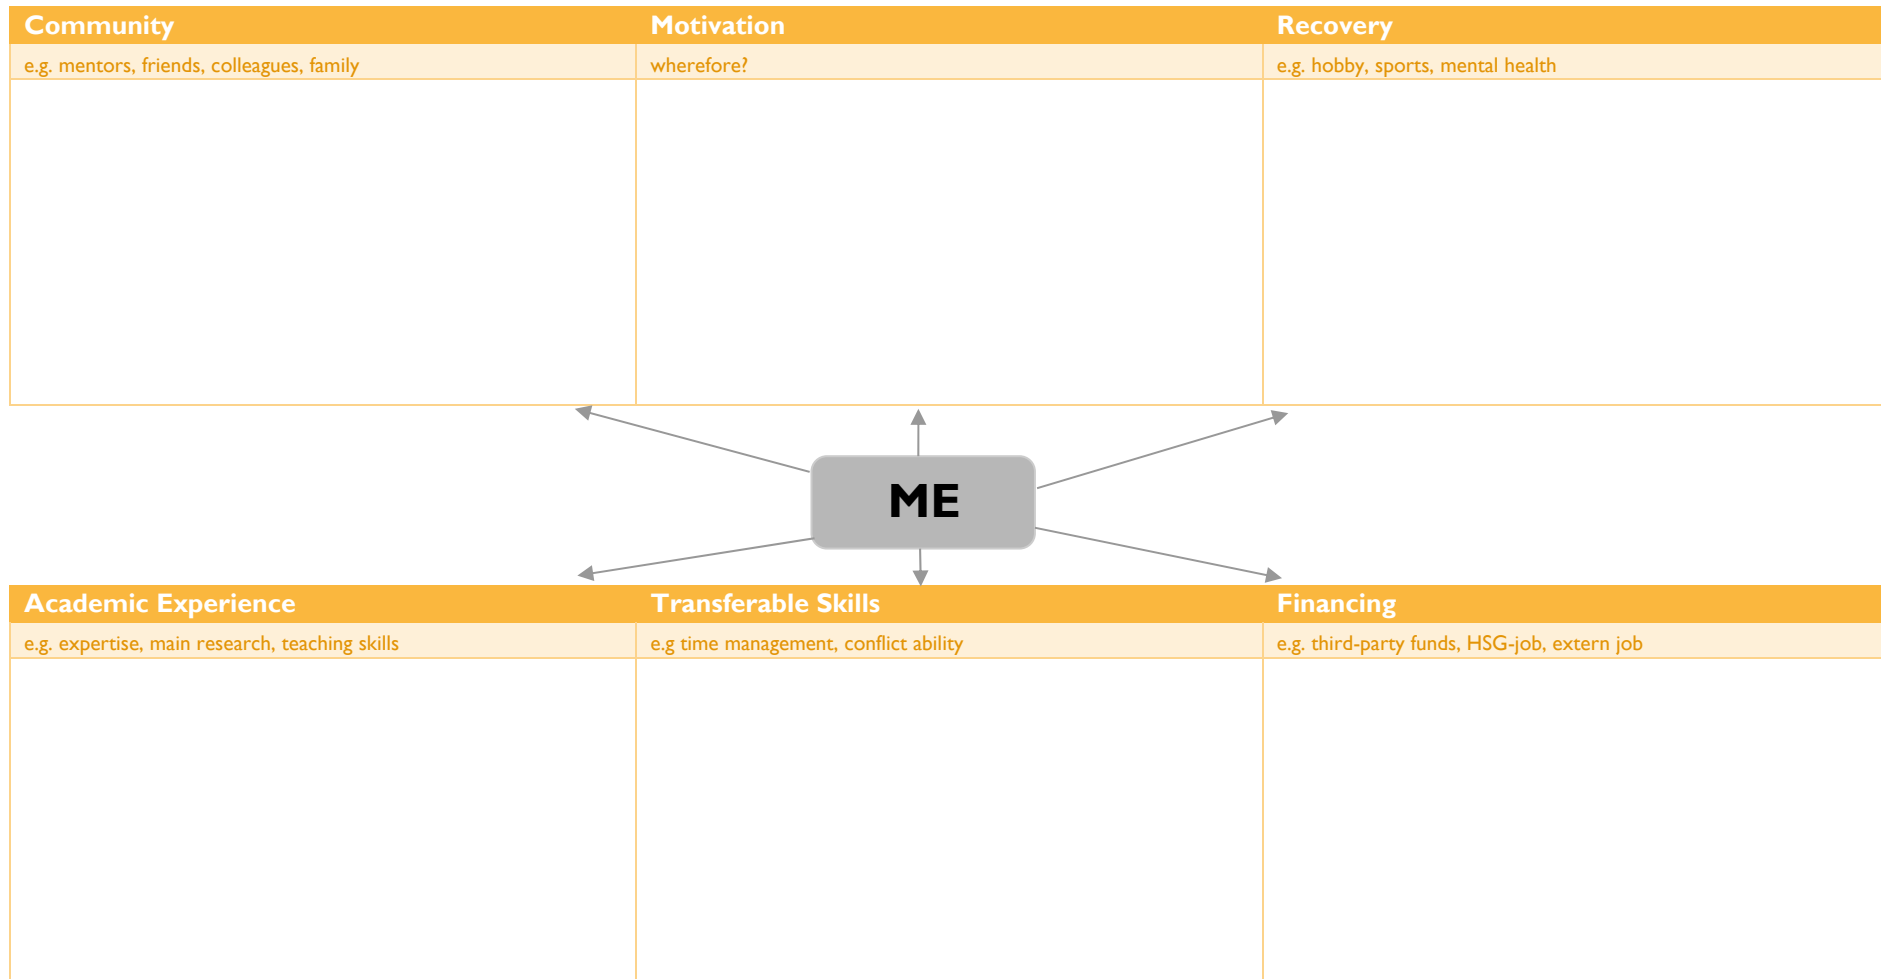 Community
Motivation
Recovery
e.g. mentors, friends, colleagues, family
wherefore?
e.g. hobby, sports, mental health
ME
Academic Experience
Transferable Skills
Financing
e.g. expertise, main research, teaching skills
e.g time management, conflict ability
e.g. third-party funds, HSG-job, extern job